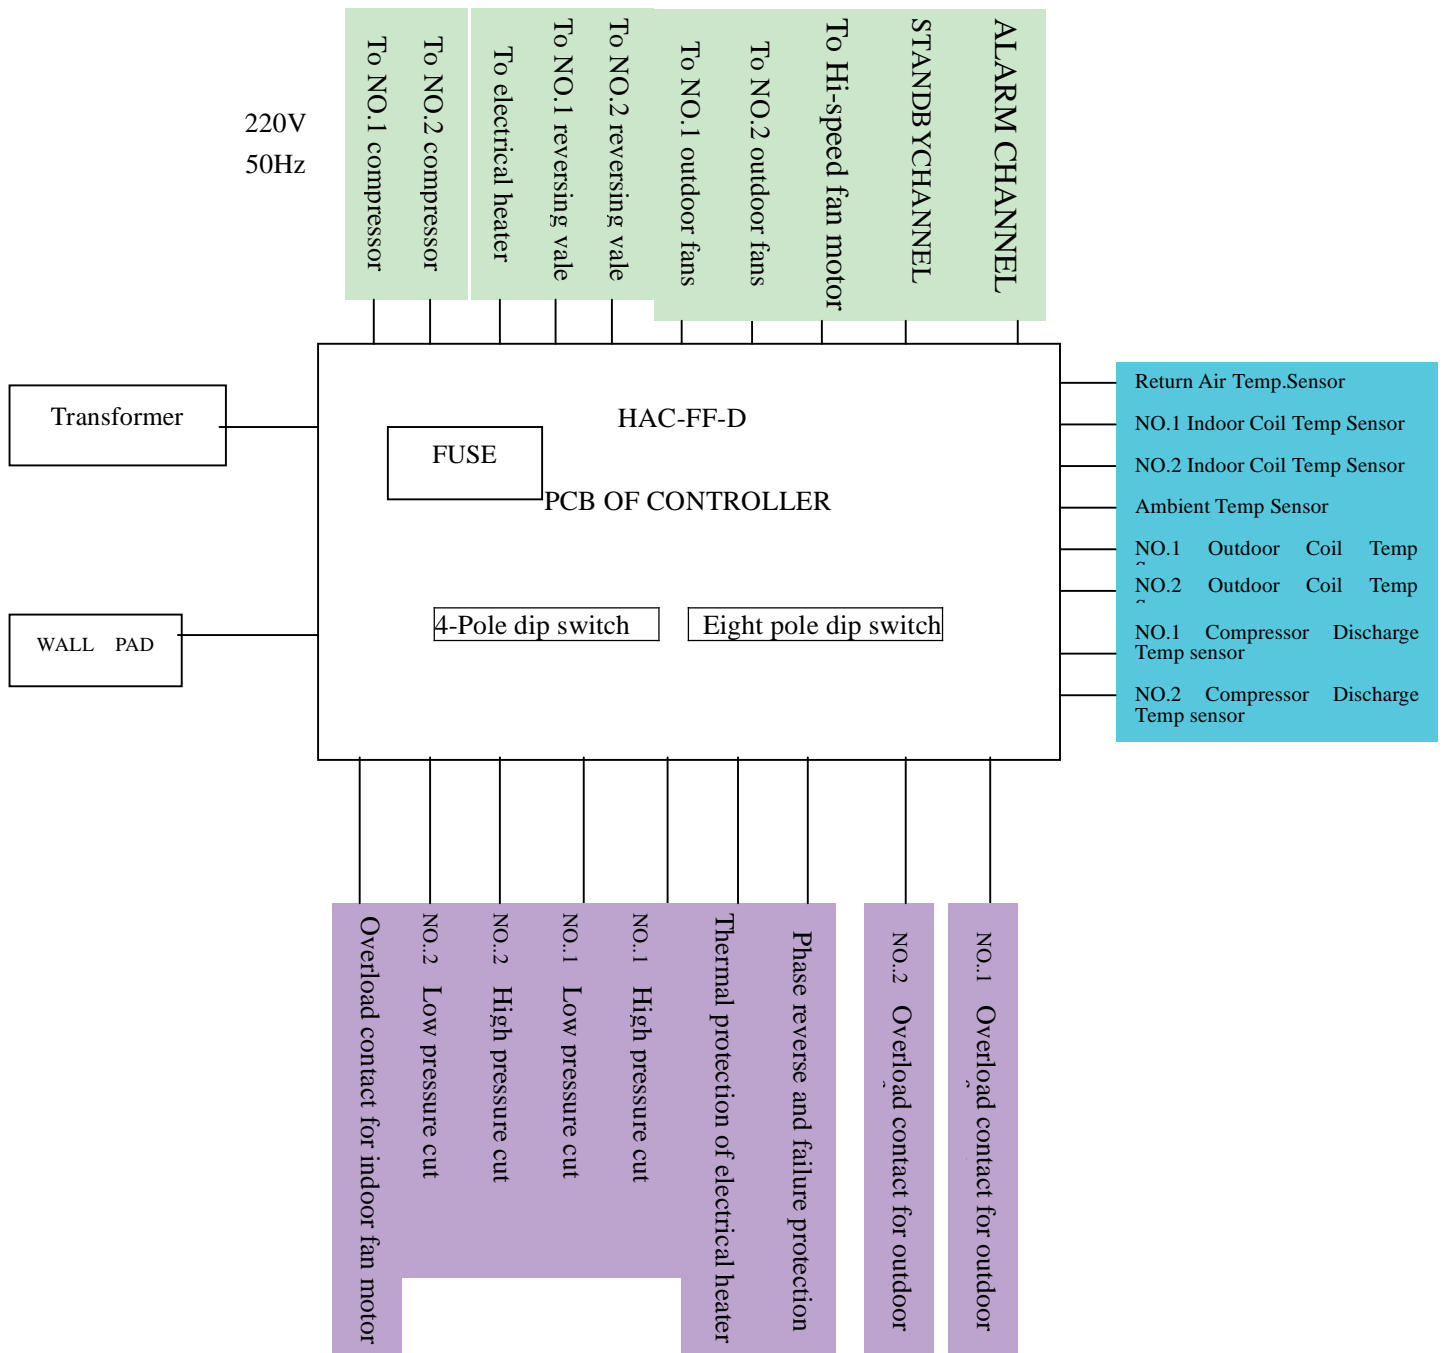 220V
50Hz
To NO.1 compressor
To NO.2 compressor
To electrical heater
To NO.1 reversing vale
To NO.2 reversing vale
To NO.1 outdoor fans
To NO.2 outdoor fans
To Hi-speed fan motor
STANDBYCHANNEL
ALARM CHANNEL
Transformer
HAC-FF-D
FUSE
PCB OF CONTROLLER
4-Pole dip switch
Eight pole dip switch
WALL PAD
Return Air Temp.Sensor
NO.1 Indoor Coil Temp Sensor
NO.2 Indoor Coil Temp Sensor
Ambient Temp Sensor
NO.1 Outdoor Coil Temp
NO.2 Outdoor Coil Temp
NO.1 Compressor Discharge
Temp sensor
NO.2 Compressor Discharge
Temp sensor
Overload contact for indoor fan motor
NO..2 Low pressure cut
NO..2 High pressure cut
NO..1 Low pressure cut
NO..1 High pressure cut
Thermal protection of electrical heater
Phase reverse and failure protection
NO..2 Overload contact for outdoor
NO..1 Overload contact for outdoor